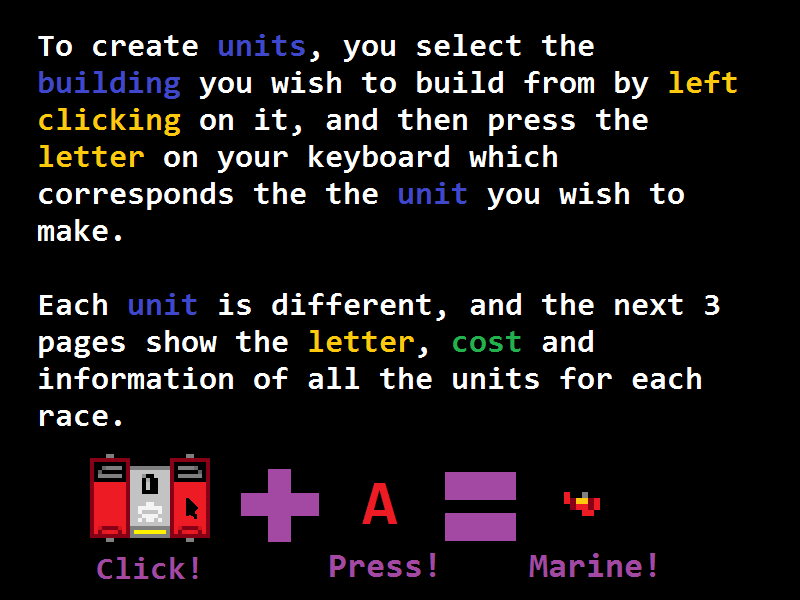 To create units, you select the
building you wish to build from by left
clicking on it, and then press the
letter on your keyboard which
corresponds the the unit you wish to
make.
Each unit is different, and the next 3
pages show the letter, cost and
information of all the units for each
race.
A
Click!
Press!
Marine!